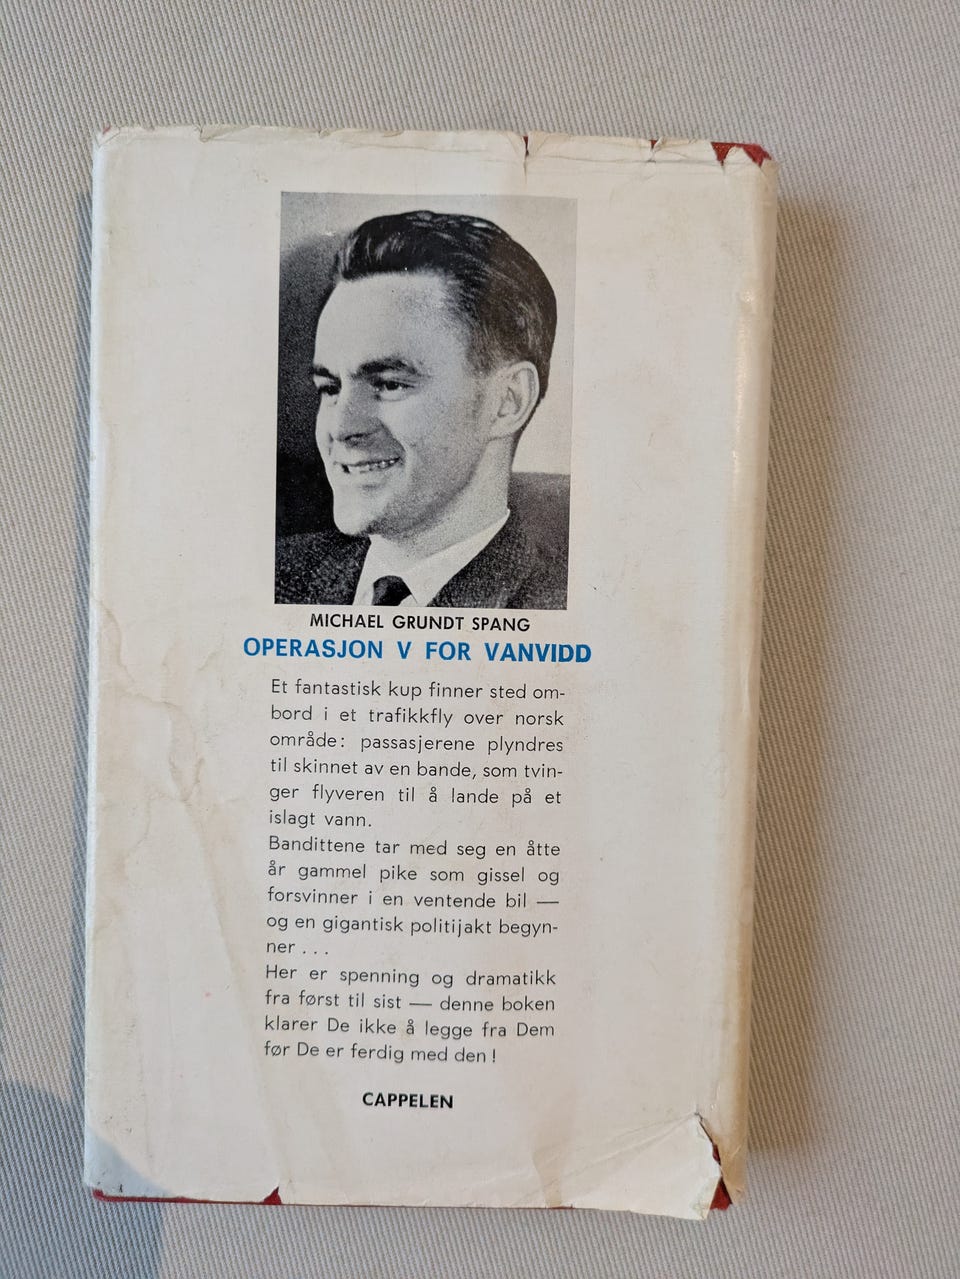 MICHAEL GRUNDT SPANG
OPERASJON V FOR VANVIDD
Et fantastisk kup finner sted om-
bord i et trafikkfly over norsk
område: passasjerene plyndres
til skinnet av en bande, som tvin-
ger flyveren til å lande på et
islagt vann.
Bandittene tar med seg en åtte
år gammel pike som gissel og
forsvinner i en ventende bil —
og en gigantisk politijakt begyn-
ner . . .
Her er spenning og dramatikk
fra først til sist — denne boken
klarer De ikke å legge fra Dem
før De er ferdig med den !
CAPPELEN